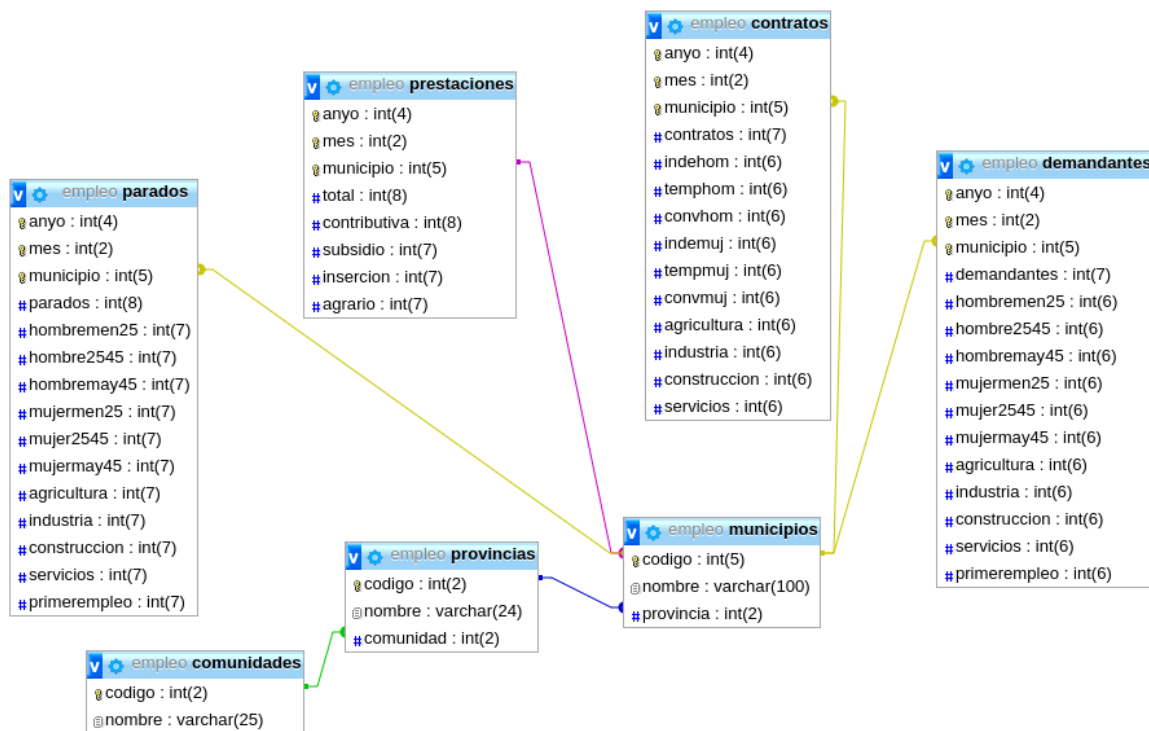 v empleo contratos
anyo : int(4)
mes : int(2)
municipio : int(5)
# contratos : int(7)
# indehom : int(6)
# temphom : int(6)
# convhom : int(6)
# indemuj : int(6)
# tempmuj : int(6)
# convmuj : int(6)
# agricultura : int(6)
# industria : int(6)
# construccion : int(6)
# servicios : int(6)
v empleo prestaciones
anyo : int(4)
mes : int(2)
municipio : int(5)
# total : int(8)
# contributiva : int(8)
# subsidio : int(7)
# insercion : int(7)
# agrario : int(7)
v empleo demandantes
anyo : int(4)
mes : int(2)
municipio : int(5)
# demandantes : int(7)
# hombremen25 : int(6)
# hombre2545 : int(6)
# hombremay45 : int(6)
# mujermen25 : int(6)
# mujer2545 : int(6)
# mujermay45 : int(6)
# agricultura : int(6)
# industria : int(6)
# construccion : int(6)
# servicios : int(6)
# primerempleo : int(6)
v empleo parados
anyo : int(4)
mes : int(2)
municipio : int(5)
# parados : int(8)
# hombremen25 : int(7)
# hombre2545 : int(7)
# hombremay45 : int(7)
# mujermen25 : int(7)
# mujer2545 : int(7)
# mujermay45 : int(7)
# agricultura : int(7)
# industria : int(7)
# construccion : int(7)
# servicios : int(7)
# primerempleo : int(7)
v empleo municipios
codigo : int(5)
nombre : varchar(100)
# provincia : int(2)
v empleo provincias
codigo : int(2)
nombre : varchar(24)
# comunidad : int(2)
v empleo comunidades
codigo : int(2)
nombre : varchar(25)